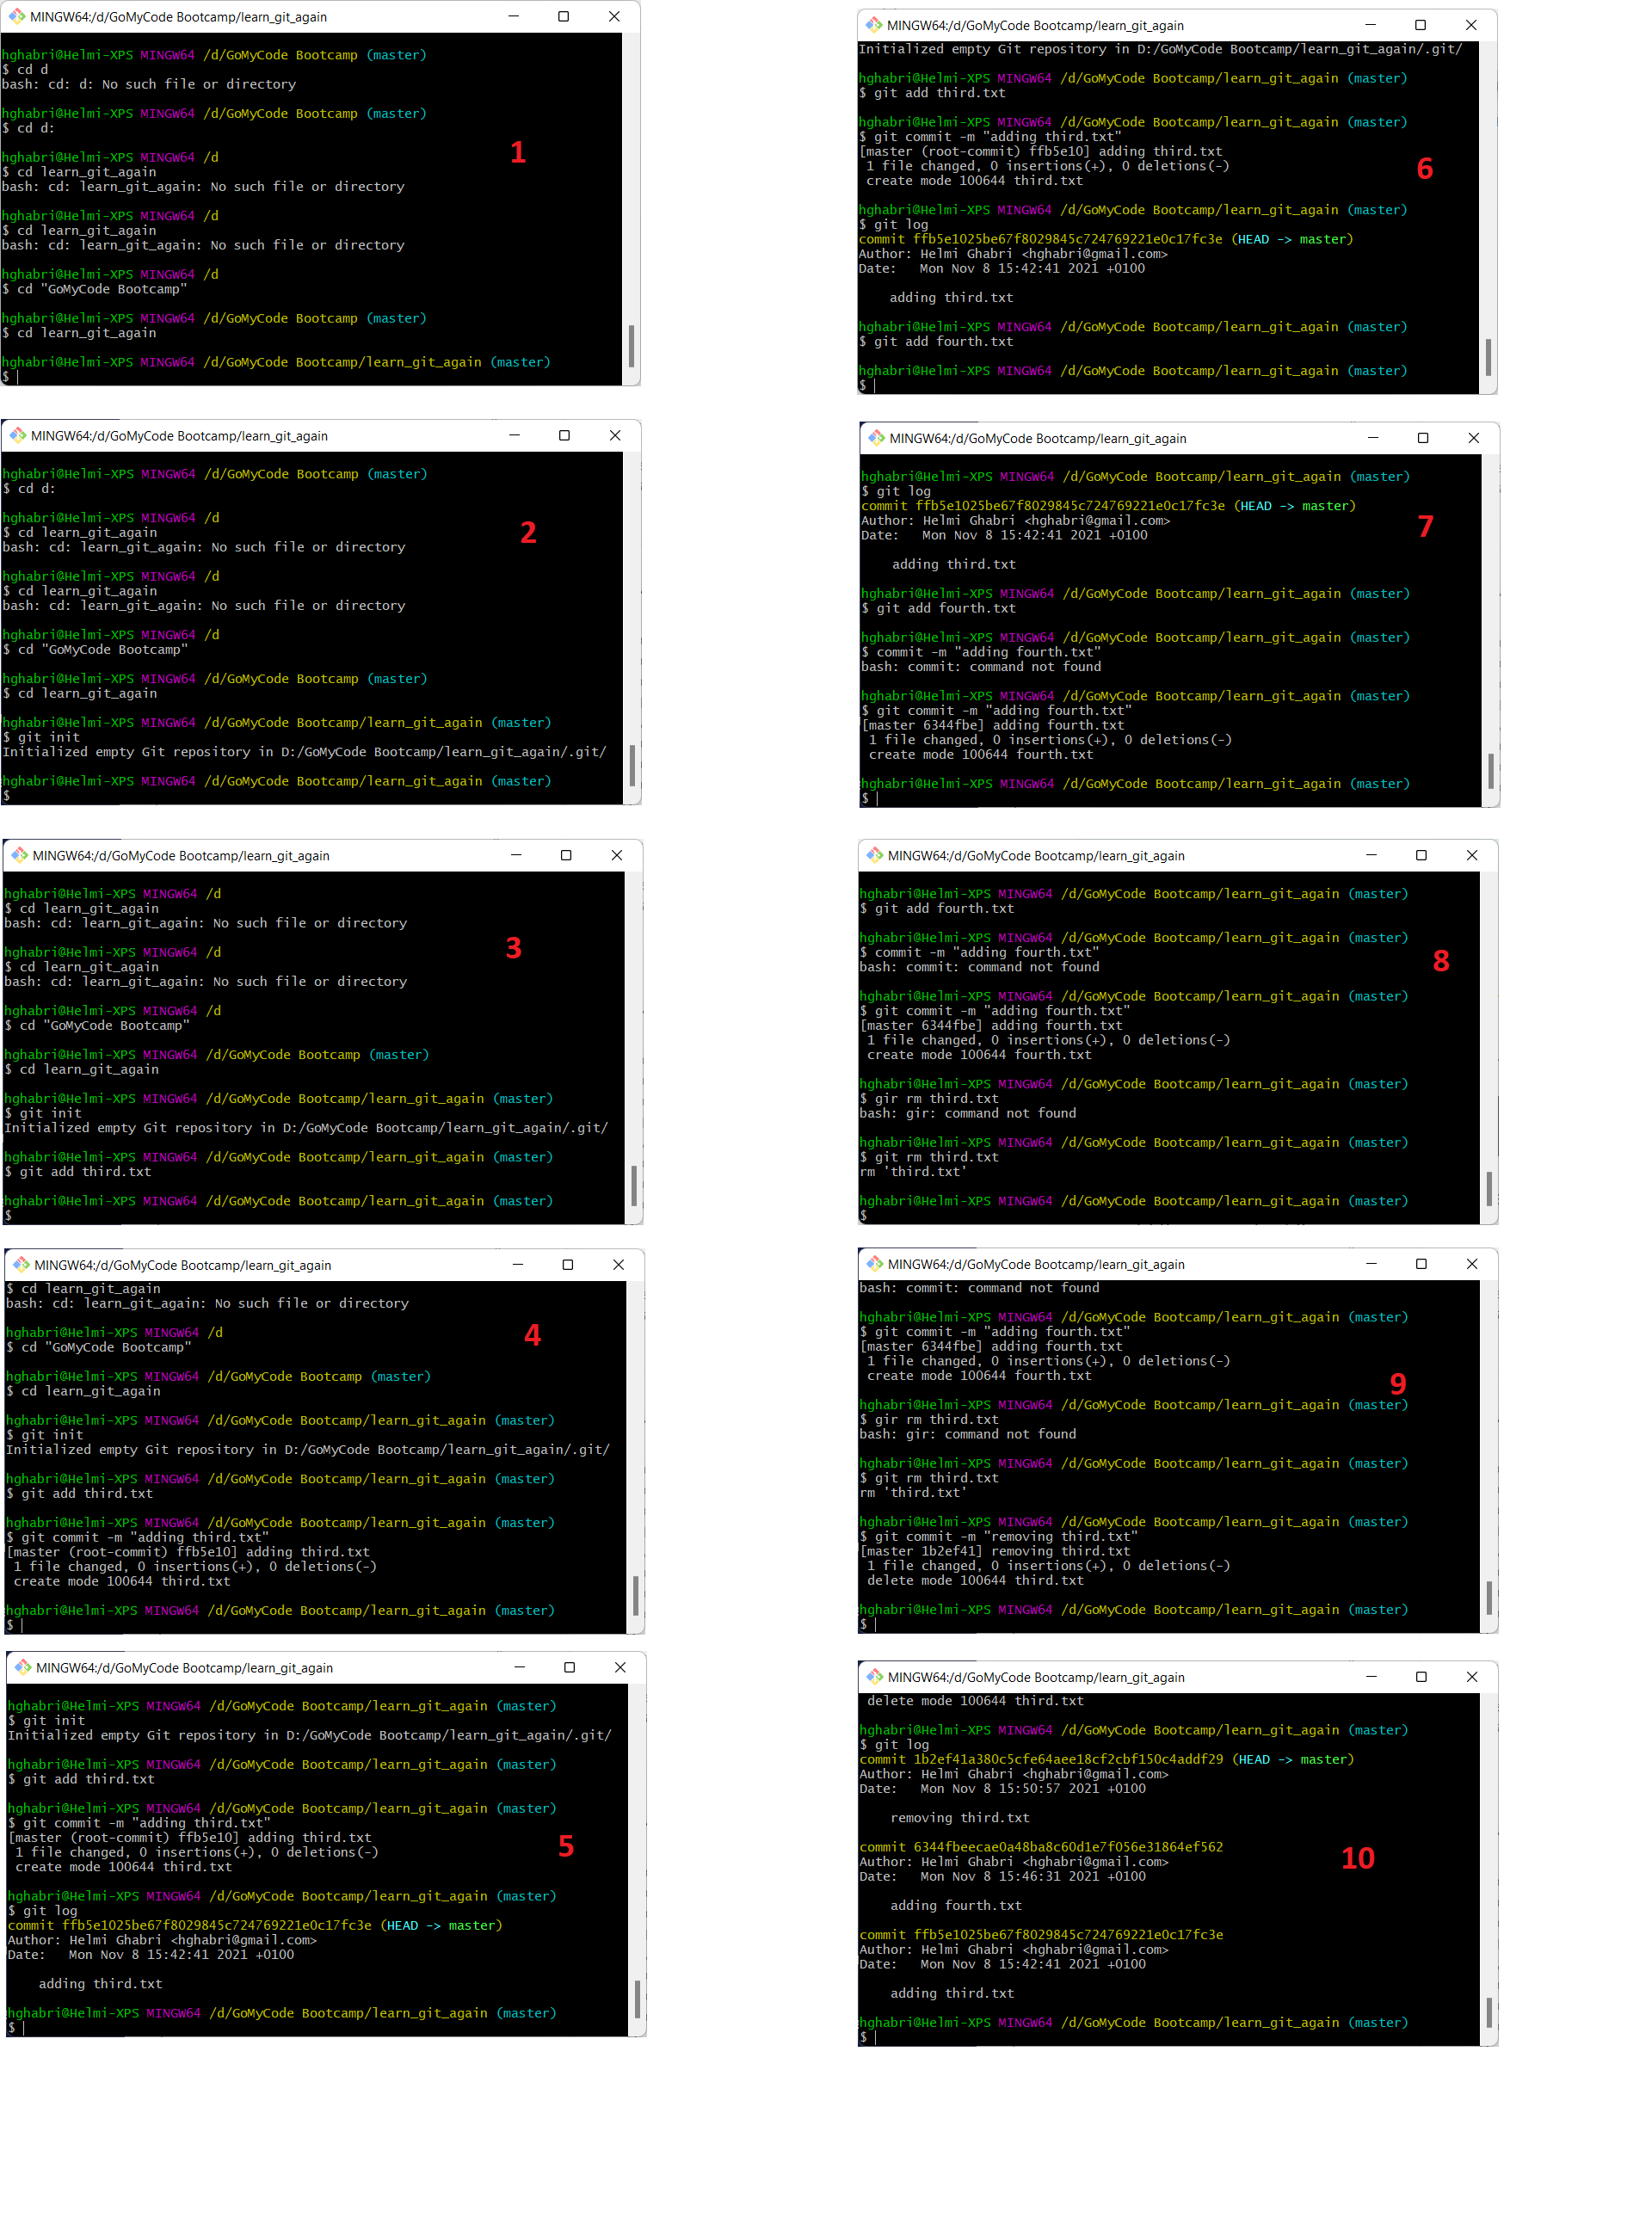 MINGW64:/d/GoMyCode Bootcamp/learn_git_again
hghabri@Helmi-XPS MINGW64 /d/GoMyCode Bootcamp (master)
$ cd d
bash: cd: d: No such file or directory
hghabri@Helmi-XPS MINGW64 /d/GoMyCode Bootcamp (master)
$ cd d:
hghabri@Helmi-XPS MINGW64 /d
$ cd learn_git_again
bash: cd: learn_git_again: No such file or directory
hghabri@Helmi-XPS MINGW64 /d
$ cd learn_git_again
bash: cd: learn_git_again: No such file or directory
hghabri@Helmi-XPS MINGW64 /d
$ cd "GoMyCode Bootcamp"
hghabri@Helmi-XPS MINGW64 /d/GoMyCode Bootcamp (master)
$ cd learn_git_again
hghabri@Helmi-XPS MINGW64 /d/GoMyCode Bootcamp/learn_git_again (master)
$
1
MINGW64:/d/GoMyCode Bootcamp/learn_git_again
hghabri@Helmi-XPS MINGW64 /d/GoMyCode Bootcamp (master)
$ cd d:
hghabri@Helmi-XPS MINGW64 /d
$ cd learn_git_again
bash: cd: learn_git_again: No such file or directory
hghabri@Helmi-XPS MINGW64 /d
$ cd learn_git_again
bash: cd: learn_git_again: No such file or directory
hghabri@Helmi-XPS MINGW64 /d
$ cd "GoMyCode Bootcamp"
hghabri@Helmi-XPS MINGW64 /d/GoMyCode Bootcamp (master)
$ cd learn_git_again
hghabri@Helmi-XPS MINGW64 /d/GoMyCode Bootcamp/learn_git_again (master)
$ git init
Initialized empty Git repository in D:/GoMyCode Bootcamp/learn_git_again/.git/
hghabri@Helmi-XPS MINGW64 /d/GoMyCode Bootcamp/learn_git_again (master)
$
2
MINGW64:/d/GoMyCode Bootcamp/learn_git_again
hghabri@Helmi-XPS MINGW64 /d
$ cd learn_git_again
bash: cd: learn_git_again: No such file or directory
hghabri@Helmi-XPS MINGW64 /d
$ cd learn_git_again
bash: cd: learn_git_again: No such file or directory
hghabri@Helmi-XPS MINGW64 /d
$ cd "GoMyCode Bootcamp"
hghabri@Helmi-XPS MINGW64 /d/GoMyCode Bootcamp (master)
$ cd learn_git_again
hghabri@Helmi-XPS MINGW64 /d/GoMyCode Bootcamp/learn_git_again (master)
$ git init
Initialized empty Git repository in D:/GoMyCode Bootcamp/learn_git_again/.git/
hghabri@Helmi-XPS MINGW64 /d/GoMyCode Bootcamp/learn_git_again (master)
$ git add third.txt
hghabri@Helmi-XPS MINGW64 /d/GoMyCode Bootcamp/learn_git_again (master)
$
3
MINGW64:/d/GoMyCode Bootcamp/learn_git_again
$ cd learn_git_again
bash: cd: learn_git_again: No such file or directory
hghabri@Helmi-XPS MINGW64 /d
$ cd "GoMyCode Bootcamp"
hghabri@Helmi-XPS MINGW64 /d/GoMyCode Bootcamp (master)
$ cd learn_git_again
hghabri@Helmi-XPS MINGW64 /d/GoMyCode Bootcamp/learn_git_again (master)
$ git init
Initialized empty Git repository in D:/GoMyCode Bootcamp/learn_git_again/.git/
hghabri@Helmi-XPS MINGW64 /d/GoMyCode Bootcamp/learn_git_again (master)
$ git add third.txt
hghabri@Helmi-XPS MINGW64 /d/GoMyCode Bootcamp/learn_git_again (master)
$ git commit -m "adding third.txt"
[master (root-commit) ffb5e10] adding third.txt
1 file changed, 0 insertions(+), 0 deletions(-)
create mode 100644 third.txt
hghabri@Helmi-XPS MINGW64 /d/GoMyCode Bootcamp/learn_git_again (master)
$
4
MINGW64:/d/GoMyCode Bootcamp/learn_git_again
hghabri@Helmi-XPS MINGW64 /d/GoMyCode Bootcamp/learn_git_again (master)
$ git init
Initialized empty Git repository in D:/GoMyCode Bootcamp/learn_git_again/.git/
hghabri@Helmi-XPS MINGW64 /d/GoMyCode Bootcamp/learn_git_again (master)
$ git add third.txt
hghabri@Helmi-XPS MINGW64 /d/GoMyCode Bootcamp/learn_git_again (master)
$ git commit -m "adding third.txt"
[master (root-commit) ffb5e10] adding third.txt
1 file changed, 0 insertions(+), 0 deletions(-)
create mode 100644 third.txt
hghabri@Helmi-XPS MINGW64 /d/GoMyCode Bootcamp/learn_git_again (master)
$ git log
commit ffb5e1025be67f8029845c724769221e0c17fc3e (HEAD -> master)
Author: Helmi Ghabri <hghabri@gmail.com>
Date: Mon Nov 8 15:42:41 2021 +0100
adding third.txt
hghabri@Helmi-XPS MINGW64 /d/GoMyCode Bootcamp/learn_git_again (master)
$
5
MINGW64:/d/GoMyCode Bootcamp/learn_git_again
Initialized empty Git repository in D:/GoMyCode Bootcamp/learn_git_again/.git/
hghabri@Helmi-XPS MINGW64 /d/GoMyCode Bootcamp/learn_git_again (master)
$ git add third.txt
hghabri@Helmi-XPS MINGW64 /d/GoMyCode Bootcamp/learn_git_again (master)
$ git commit -m "adding third.txt"
[master (root-commit) ffb5e10] adding third.txt
1 file changed, 0 insertions(+), 0 deletions(-)
create mode 100644 third.txt
hghabri@Helmi-XPS MINGW64 /d/GoMyCode Bootcamp/learn_git_again (master)
$ git log
commit ffb5e1025be67f8029845c724769221e0c17fc3e (HEAD -> master)
Author: Helmi Ghabri <hghabri@gmail.com>
Date: Mon Nov 8 15:42:41 2021 +0100
adding third.txt
hghabri@Helmi-XPS MINGW64 /d/GoMyCode Bootcamp/learn_git_again (master)
$ git add fourth.txt
hghabri@Helmi-XPS MINGW64 /d/GoMyCode Bootcamp/learn_git_again (master)
$
6
MINGW64:/d/GoMyCode Bootcamp/learn_git_again
hghabri@Helmi-XPS MINGW64 /d/GoMyCode Bootcamp/learn_git_again (master)
$ git log
commit ffb5e1025be67f8029845c724769221e0c17fc3e (HEAD -> master)
Author: Helmi Ghabri <hghabri@gmail.com>
Date: Mon Nov 8 15:42:41 2021 +0100
adding third.txt
hghabri@Helmi-XPS MINGW64 /d/GoMyCode Bootcamp/learn_git_again (master)
$ git add fourth.txt
hghabri@Helmi-XPS MINGW64 /d/GoMyCode Bootcamp/learn_git_again (master)
$ commit -m "adding fourth.txt"
bash: commit: command not found
hghabri@Helmi-XPS MINGW64 /d/GoMyCode Bootcamp/learn_git_again (master)
$ git commit -m "adding fourth.txt"
[master 6344fbe] adding fourth.txt
1 file changed, 0 insertions(+), 0 deletions(-)
create mode 100644 fourth.txt
hghabri@Helmi-XPS MINGW64 /d/GoMyCode Bootcamp/learn_git_again (master)
$
7
MINGW64:/d/GoMyCode Bootcamp/learn_git_again
hghabri@Helmi-XPS MINGW64 /d/GoMyCode Bootcamp/learn_git_again (master)
$ git add fourth.txt
hghabri@Helmi-XPS MINGW64 /d/GoMyCode Bootcamp/learn_git_again (master)
$ commit -m "adding fourth.txt"
bash: commit: command not found
hghabri@Helmi-XPS MINGW64 /d/GoMyCode Bootcamp/learn_git_again (master)
$ git commit -m "adding fourth.txt"
[master 6344fbe] adding fourth.txt
1 file changed, 0 insertions(+), 0 deletions(-)
create mode 100644 fourth.txt
hghabri@Helmi-XPS MINGW64 /d/GoMyCode Bootcamp/learn_git_again (master)
$ gir rm third.txt
bash: gir: command not found
hghabri@Helmi-XPS MINGW64 /d/GoMyCode Bootcamp/learn_git_again (master)
$ git rm third.txt
rm 'third.txt'
hghabri@Helmi-XPS MINGW64 /d/GoMyCode Bootcamp/learn_git_again (master)
$
8
MINGW64:/d/GoMyCode Bootcamp/learn_git_again
bash: commit: command not found
hghabri@Helmi-XPS MINGW64 /d/GoMyCode Bootcamp/learn_git_again (master)
$ git commit -m "adding fourth.txt"
[master 6344fbe] adding fourth.txt
1 file changed, 0 insertions(+), 0 deletions(-)
create mode 100644 fourth.txt
hghabri@Helmi-XPS MINGW64 /d/GoMyCode Bootcamp/learn_git_again (master)
$ gir rm third.txt
bash: gir: command not found
hghabri@Helmi-XPS MINGW64 /d/GoMyCode Bootcamp/learn_git_again (master)
$ git rm third.txt
rm 'third.txt'
hghabri@Helmi-XPS MINGW64 /d/GoMyCode Bootcamp/learn_git_again (master)
$ git commit -m "removing third.txt"
[master 1b2ef41] removing third.txt
1 file changed, 0 insertions(+), 0 deletions(-)
delete mode 100644 third.txt
hghabri@Helmi-XPS MINGW64 /d/GoMyCode Bootcamp/learn_git_again (master)
$
9
MINGW64:/d/GoMyCode Bootcamp/learn_git_again
delete mode 100644 third.txt
hghabri@Helmi-XPS MINGW64 /d/GoMyCode Bootcamp/learn_git_again (master)
$ git log
commit 1b2ef41a380c5cfe64aee18cf2cbf150c4addf29 (HEAD -> master)
Author: Helmi Ghabri <hghabri@gmail.com>
Date: Mon Nov 8 15:50:57 2021 +0100
removing third.txt
commit 6344fbeecae0a48ba8c60d1e7f056e31864ef562
Author: Helmi Ghabri <hghabri@gmail.com>
Date: Mon Nov 8 15:46:31 2021 +0100
adding fourth.txt
commit ffb5e1025be67f8029845c724769221e0c17fc3e
Author: Helmi Ghabri <hghabri@gmail.com>
Date: Mon Nov 8 15:42:41 2021 +0100
adding third.txt
hghabri@Helmi-XPS MINGW64 /d/GoMyCode Bootcamp/learn_git_again (master)
$
10